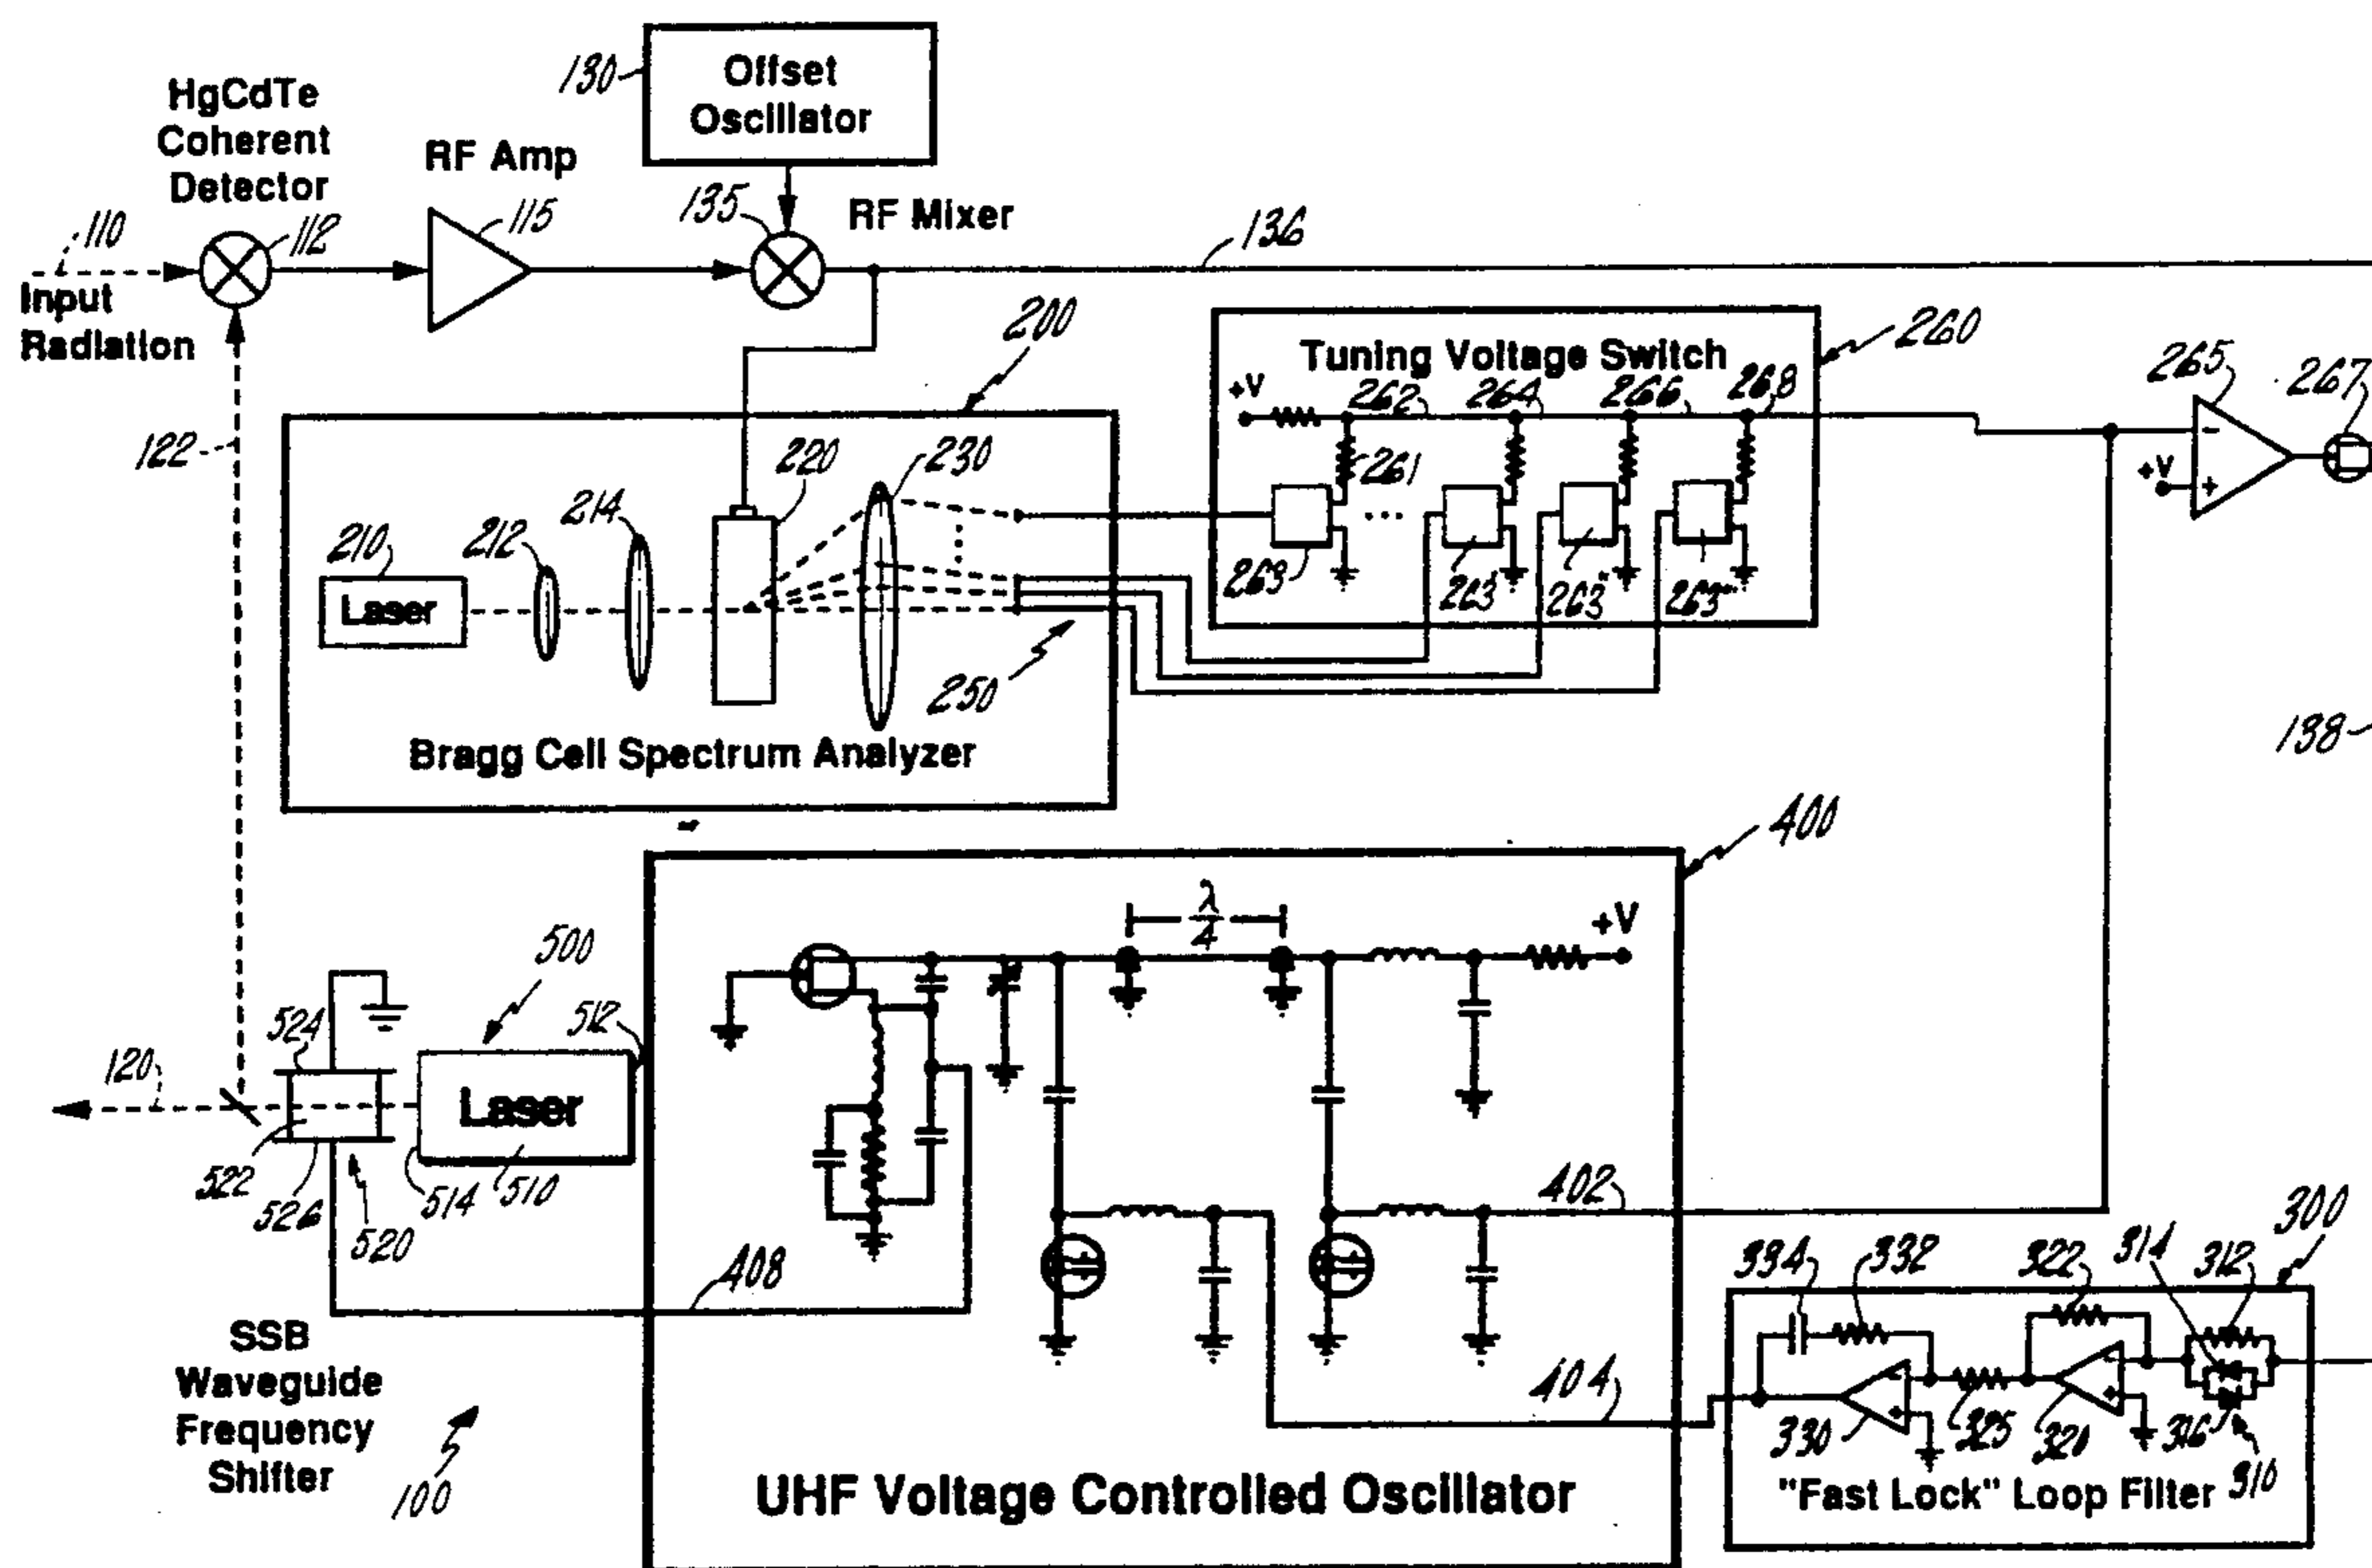 130
Offset
Oscillator
HgCdTe
Coherent
Detector
RF Amp
110
112
115
135
RF Mixer
136
Input
Radiation
200
Tuning Voltage Switch
260
+V
262
264
266
268
265
267
122
220
230
261
+V
-
+
210
212
214
...
Laser
263
263'
263"
263'''
250
138
Bragg Cell Spectrum Analyzer
400
λ
4
+V
500
512
524
120
Laser
522
526
520
514
510
402
300
408
334
332
322
314
312
SSB
Waveguide
Frequency
Shifter
100
404
330
325
320
316
310
UHF Voltage Controlled Oscillator
"Fast Lock" Loop Filter